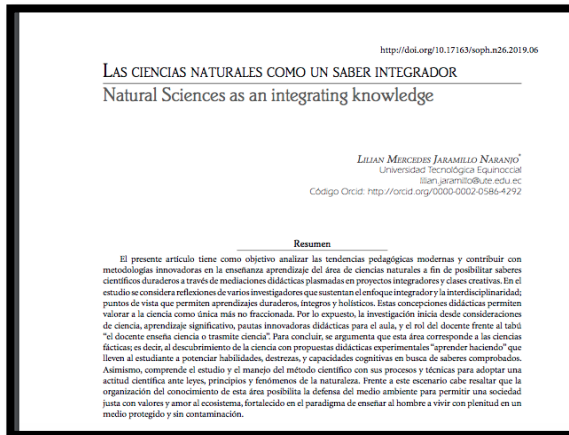 http://doi.org/10.17163/soph.n26.2019.06
LAS CIENCIAS NATURALES COMO UN SABER INTEGRADOR
Natural Sciences as an integrating knowledge
LILIAN MERCEDES JARAMILLO NARANJO*
Universidad Tecnológica Equinoccial
lilian.jaramillo@ute.edu.ec
Código Orcid: http://orcid.org/0000-0002-0586-4292
Resumen
El presente artículo tiene como objetivo analizar las tendencias pedagógicas modernas y contribuir con
metodologías innovadoras en la enseñanza aprendizaje del área de ciencias naturales a fin de posibilitar saberes
científicos duraderos a través de mediaciones didácticas plasmadas en proyectos integradores y clases creativas. En el
estudio se considera reflexiones de varios investigadores que sustentan el enfoque integrador y la interdisciplinaridad;
puntos de vista que permiten aprendizajes duraderos, íntegros y holísticos. Estas concepciones didácticas permiten
valorar a la ciencia como única mas no fraccionada. Por lo expuesto, la investigación inicia desde consideraciones
de ciencia, aprendizaje significativo, pautas innovadoras didácticas para el aula, y el rol del docente frente al tabú
“el docente enseña ciencia o trasmite ciencia”. Para concluir, se argumenta que esta área corresponde a las ciencias
fácticas; es decir, al descubrimiento de la ciencia con propuestas didácticas experimentales “aprender haciendo” que
lleven al estudiante a potenciar habilidades, destrezas, y capacidades cognitivas en busca de saberes comprobados.
Asimismo, comprende el estudio y el manejo del método científico con sus procesos y técnicas para adoptar una
actitud científica ante leyes, principios y fenómenos de la naturaleza. Frente a este escenario cabe resaltar que la
organización del conocimiento de esta área posibilita la defensa del medio ambiente para permitir una sociedad
justa con valores y amor al ecosistema, fortalecido en el paradigma de enseñar al hombre a vivir con plenitud en un
medio protegido y sin contaminación.